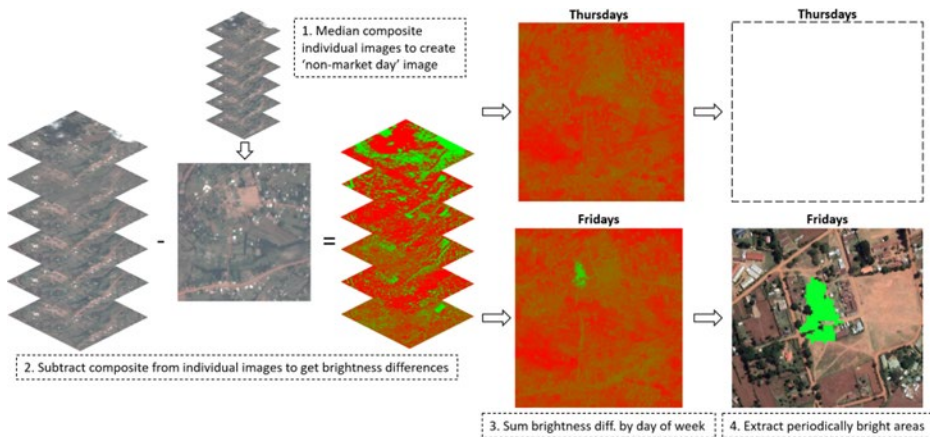 1. Median composite
individual images to create
‘non-market day’ image
-
=
2. Subtract composite from individual images to get brightness differences
Thursdays
Thursdays
Fridays
Fridays
3. Sum brightness diff. by day of week
4. Extract periodically bright areas